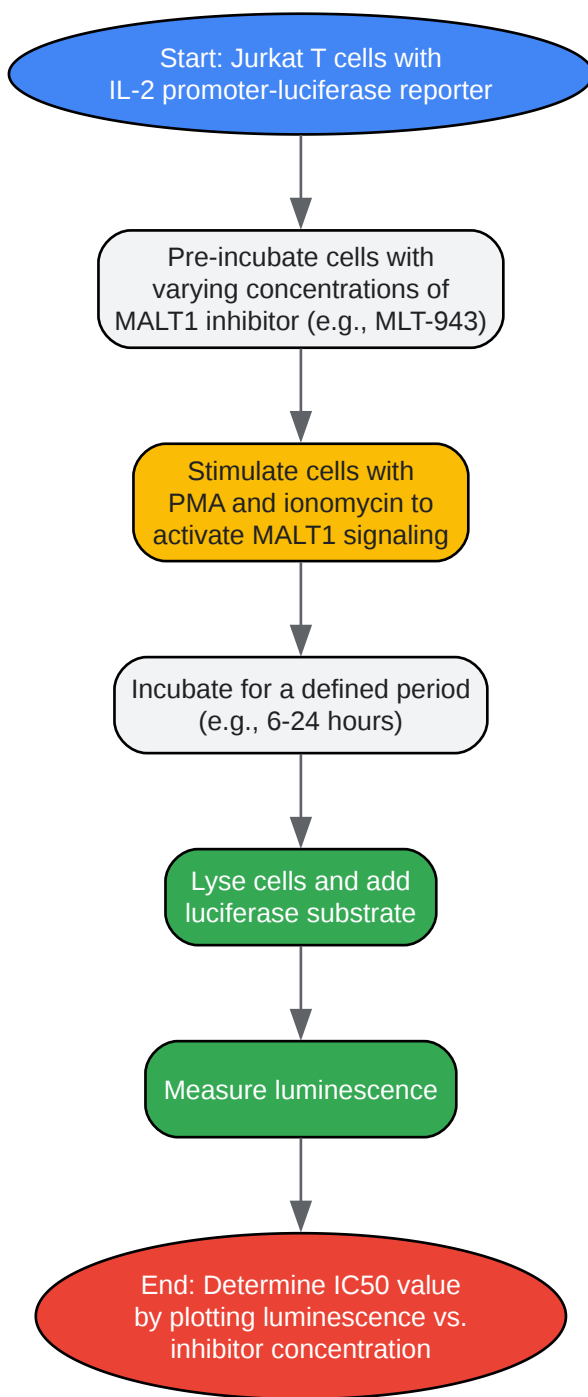 Start: Jurkat T cells with
IL-2 promoter-luciferase reporter
Pre-incubate cells with
varying concentrations of
MALT1 inhibitor (e.g., MLT-943)
Stimulate cells with
PMA and ionomycin to
activate MALT1 signaling
Incubate for a defined period
(e.g., 6-24 hours)
Lyse cells and add
luciferase substrate
Measure luminescence
End: Determine IC50 value
by plotting luminescence vs.
inhibitor concentration